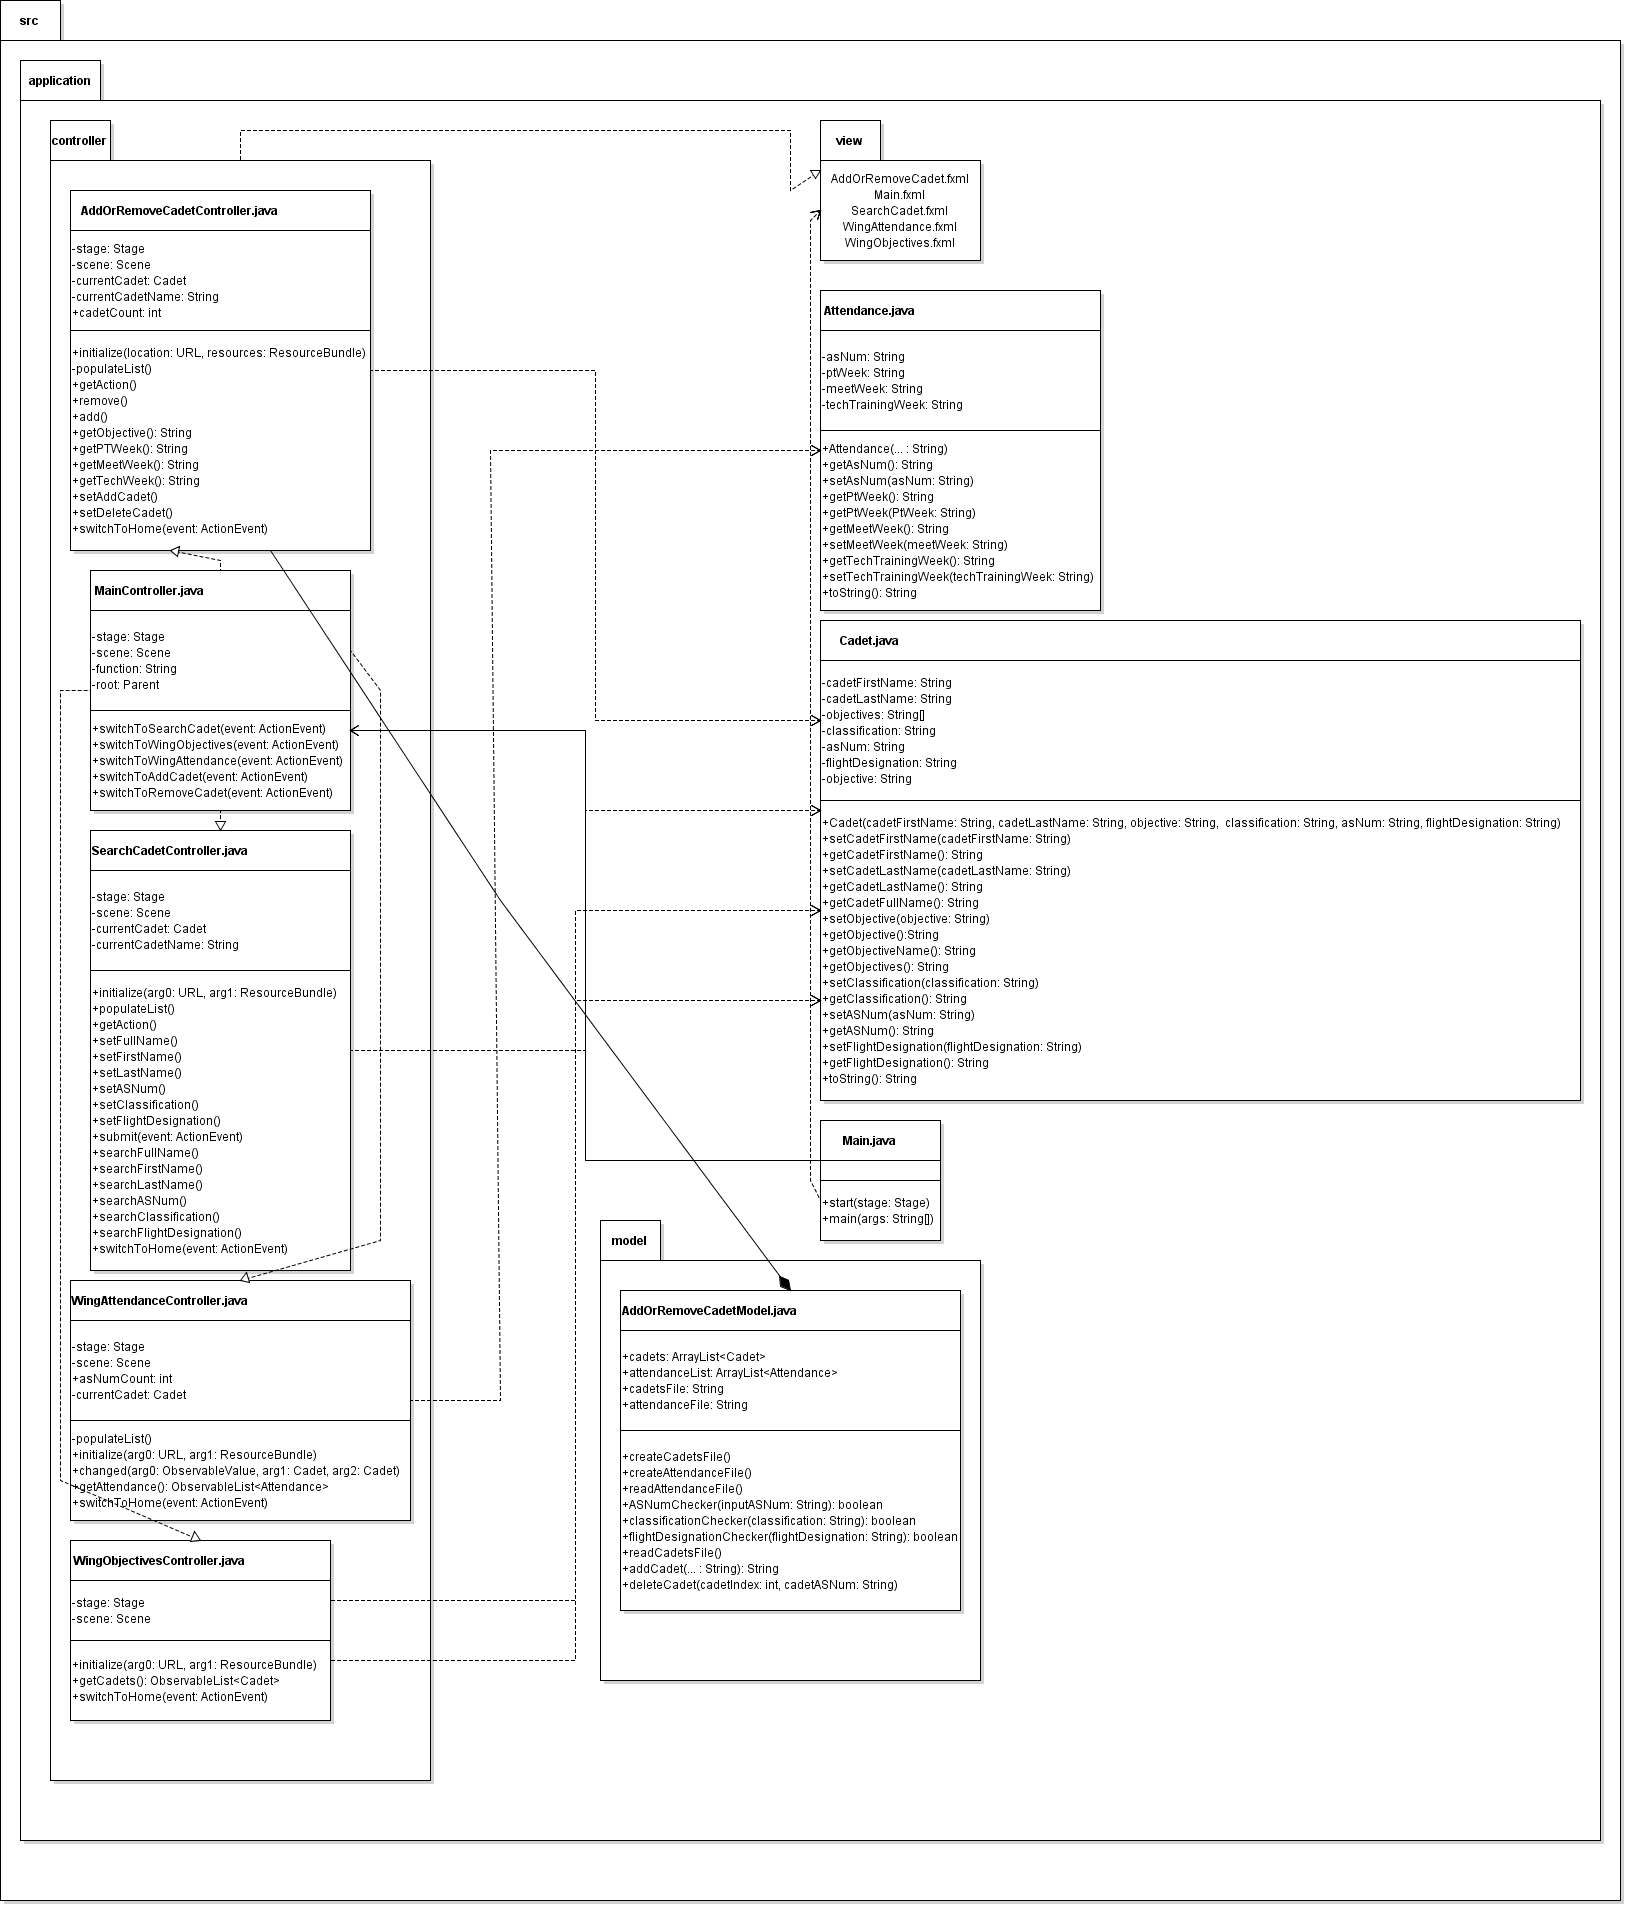 src
application
controller
AddOrRemoveCadetController.java
-stage: Stage
-scene: Scene
-currentCadet: Cadet
-currentCadetName: String
+cadetCount: int
+initialize(location: URL, resources: ResourceBundle)
-populateList()
+getAction()
+remove()
+add()
+getObjective(): String
+getPTWeek(): String
+getMeetWeek(): String
+getTechWeek(): String
+setAddCadet()
+setDeleteCadet()
+switchToHome(event: ActionEvent)
MainController.java
-stage: Stage
-scene: Scene
-function: String
-root: Parent
+switchToSearchCadet(event: ActionEvent)
+switchToWingObjectives(event: ActionEvent)
+switchToWingAttendance(event: ActionEvent)
+switchToAddCadet(event: ActionEvent)
+switchToRemoveCadet(event: ActionEvent)
SearchCadetController.java
-stage: Stage
-scene: Scene
-currentCadet: Cadet
-currentCadetName: String
+initialize(arg0: URL, arg1: ResourceBundle)
+populateList()
+getAction()
+setFullName()
+setFirstName()
+setLastName()
+setASNum()
+setClassification()
+setFlightDesignation()
+submit(event: ActionEvent)
+searchFullName()
+searchFirstName()
+searchLastName()
+searchASNum()
+searchClassification()
+searchFlightDesignation()
+switchToHome(event: ActionEvent)
WingAttendanceController.java
-stage: Stage
-scene: Scene
+asNumCount: int
-currentCadet: Cadet
-populateList()
+initialize(arg0: URL, arg1: ResourceBundle)
+changed(arg0: ObservableValue, arg1: Cadet, arg2: Cadet)
+getAttendance(): ObservableList<Attendance>
+switchToHome(event: ActionEvent)
WingObjectivesController.java
-stage: Stage
-scene: Scene
+initialize(arg0: URL, arg1: ResourceBundle)
+getCadets(): ObservableList<Cadet>
+switchToHome(event: ActionEvent)
view
AddOrRemoveCadet.fxml
Main.fxml
SearchCadet.fxml
WingAttendance.fxml
WingObjectives.fxml
Attendance.java
-asNum: String
-ptWeek: String
-meetWeek: String
-techTrainingWeek: String
+Attendance(... : String)
+getAsNum(): String
+setAsNum(asNum: String)
+getPtWeek(): String
+getPtWeek(PtWeek: String)
+getMeetWeek(): String
+setMeetWeek(meetWeek: String)
+getTechTrainingWeek(): String
+setTechTrainingWeek(techTrainingWeek: String)
+toString(): String
Cadet.java
-cadetFirstName: String
-cadetLastName: String
-objectives: String[]
-classification: String
-asNum: String
-flightDesignation: String
-objective: String
+Cadet(cadetFirstName: String, cadetLastName: String, objective: String,  classification: String, asNum: String, flightDesignation: String)
+setCadetFirstName(cadetFirstName: String)
+getCadetFirstName(): String
+setCadetLastName(cadetLastName: String)
+getCadetLastName(): String
+getCadetFullName(): String
+setObjective(objective: String)
+getObjective():String
+getObjectiveName(): String
+getObjectives(): String
+setClassification(classification: String)
+getClassification(): String
+setASNum(asNum: String)
+getASNum(): String
+setFlightDesignation(flightDesignation: String)
+getFlightDesignation(): String
+toString(): String
Main.java
+start(stage: Stage)
+main(args: String[])
model
AddOrRemoveCadetModel.java
+cadets: ArrayList<Cadet>
+attendanceList: ArrayList<Attendance>
+cadetsFile: String
+attendanceFile: String
+createCadetsFile()
+createAttendanceFile()
+readAttendanceFile()
+ASNumChecker(inputASNum: String): boolean
+classificationChecker(classification: String): boolean
+flightDesignationChecker(flightDesignation: String): boolean
+readCadetsFile()
+addCadet(... : String): String
+deleteCadet(cadetIndex: int, cadetASNum: String)